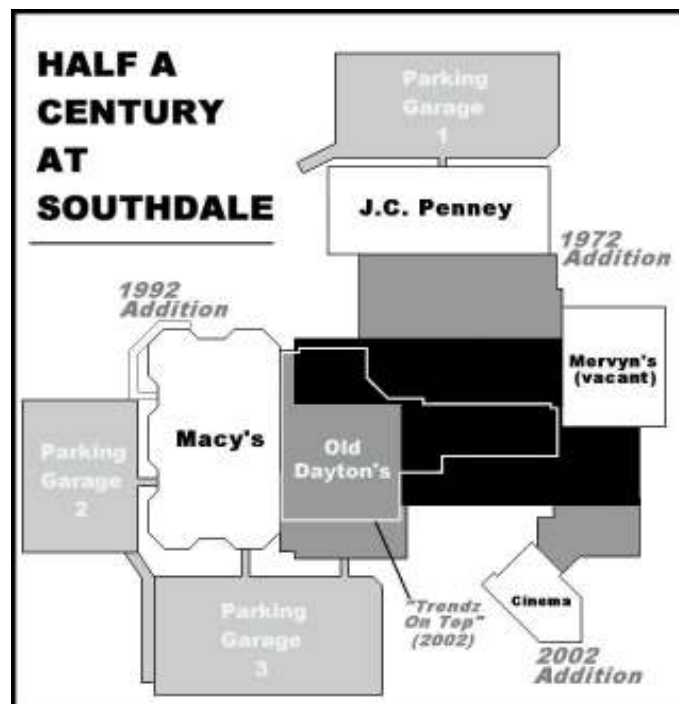 HALF A
CENTURY
AT
SOUTHDALE
Parking
Garage
1
J.C. Penney
1972
Addition
1992
Addition
Mervyn's
(vacant)
Macy's
Old
Dayton's
Parking
Garage
2
Cinema
"Trendz
On Top"
(2002)
Parking
Garage
3
2002
Addition